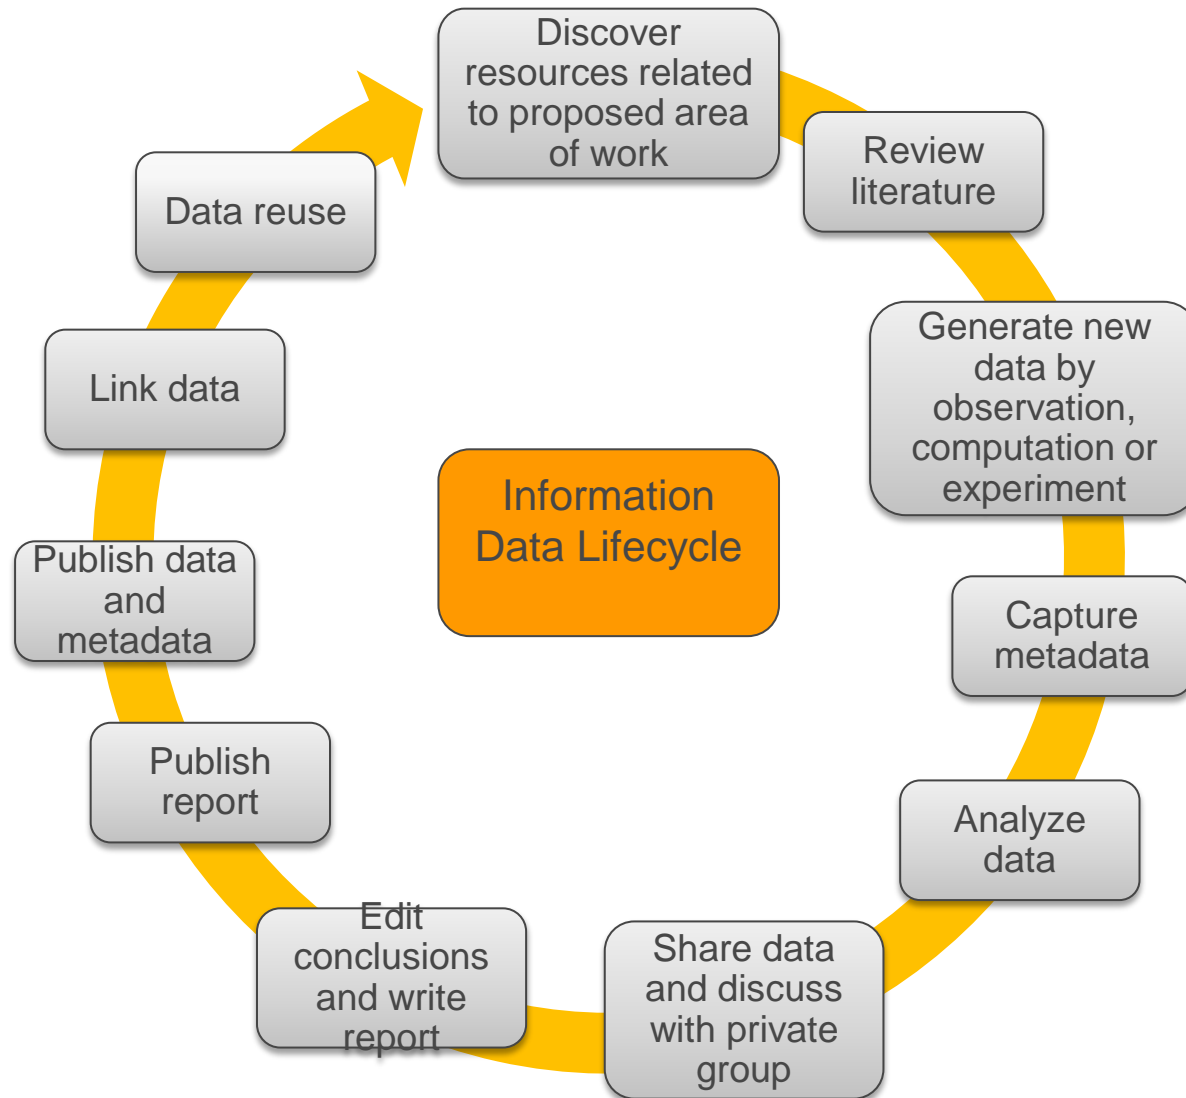 Discover
resources related
to proposed area
of work
Review
literature
Generate new
data by
observation,
computation or
experiment
Capture
metadata
Analyze
data
Share data
and discuss
with private
group
Edit
conclusions
and write
report
Publish
report
Publish data
and
metadata
Link data
Data reuse
Information
Data Lifecycle